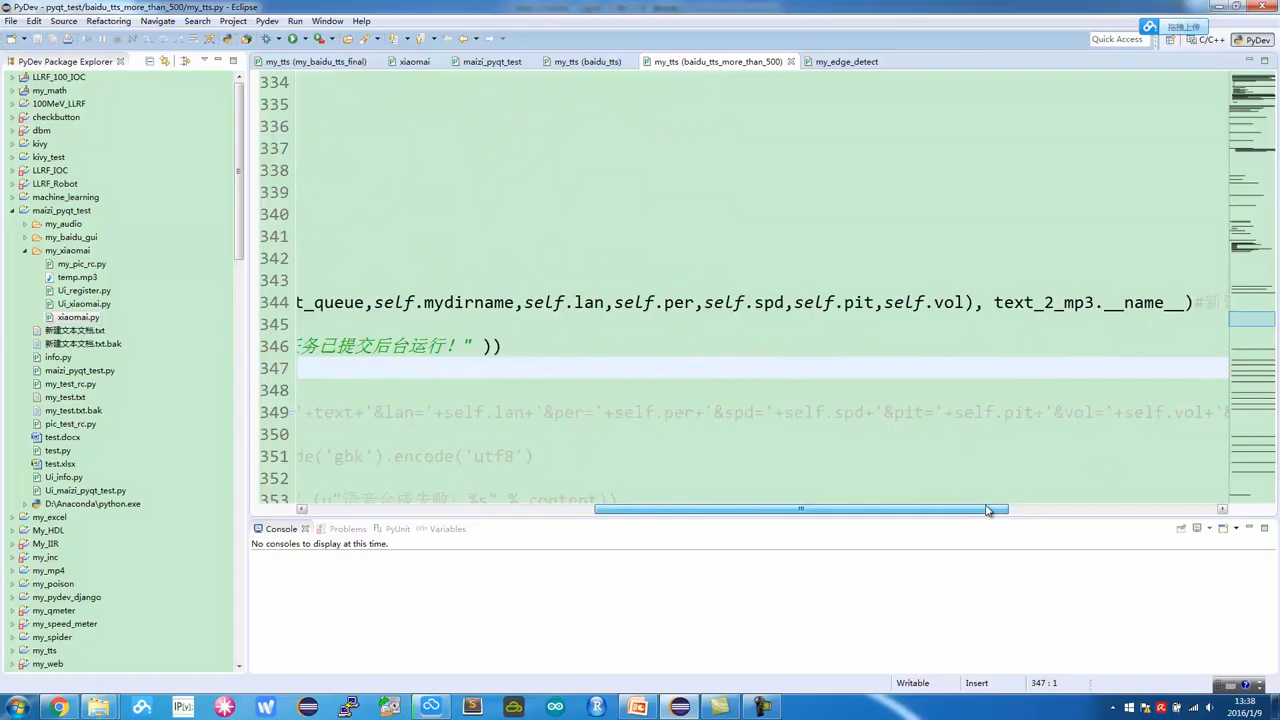 PyDev - pyqt_test/baidu_tts_more_than_500/my_tts.py - Eclipse
File Edit Source Refactoring Navigate Search Project Pydev Run Window Help
拖拽上传
Quick Access
C/C++
PyDev
PyDev Package Explorer
my_tts (my_baidu_tts_final)
xiaomai
maizi_pyqt_test
my_tts (baidu_tts)
my_tts (baidu_tts_more_than_500)
my_edge_detect
LLRF_100_IOC
my_math
100MeV_LLRF
checkbutton
dbm
kivy
kivy_test
LLRF_IOC
LLRF_Robot
machine_learning
maizi_pyqt_test
my_audio
my_baidu_gui
my_xiaomai
my_pic_rc.py
temp.mp3
Ui_register.py
Ui_xiaomai.py
xiaomai.py
新建文本文档.txt
新建文本文档.txt.bak
info.py
maizi_pyqt_test.py
my_test_rc.py
my_test.txt
my_test.txt.bak
pic_test_rc.py
test.docx
test.py
test.xlsx
Ui_info.py
Ui_maizi_pyqt_test.py
D:\Anaconda\python.exe
my_excel
My_HDL
My_IIR
my_inc
my_mp4
my_poison
my_pydev_django
my_qmeter
my_speed_meter
my_spider
my_tts
my_web
334
335
336
337
338
339
340
341
342
343
344 t_queue,self.mydirname,self.lan,self.per,self.spd,self.pit,self.vol), text_2_mp3.__name__)#新
345
346 务已提交后台运行！" ))
347
348
349 '+text +'&lan='+self.lan +'&per='+self.per +'&spd='+self.spd +'&pit='+self.pit +'&vol='+self.vol +'&
350
351 de('gbk').encode('utf8')
352
353 (u"语音合成失败：%s" % content))
Console
Problems
PyUnit
Variables
No consoles to display at this time.
Writable
Insert
347 : 1
IP[y]:
13:38
2016/1/9